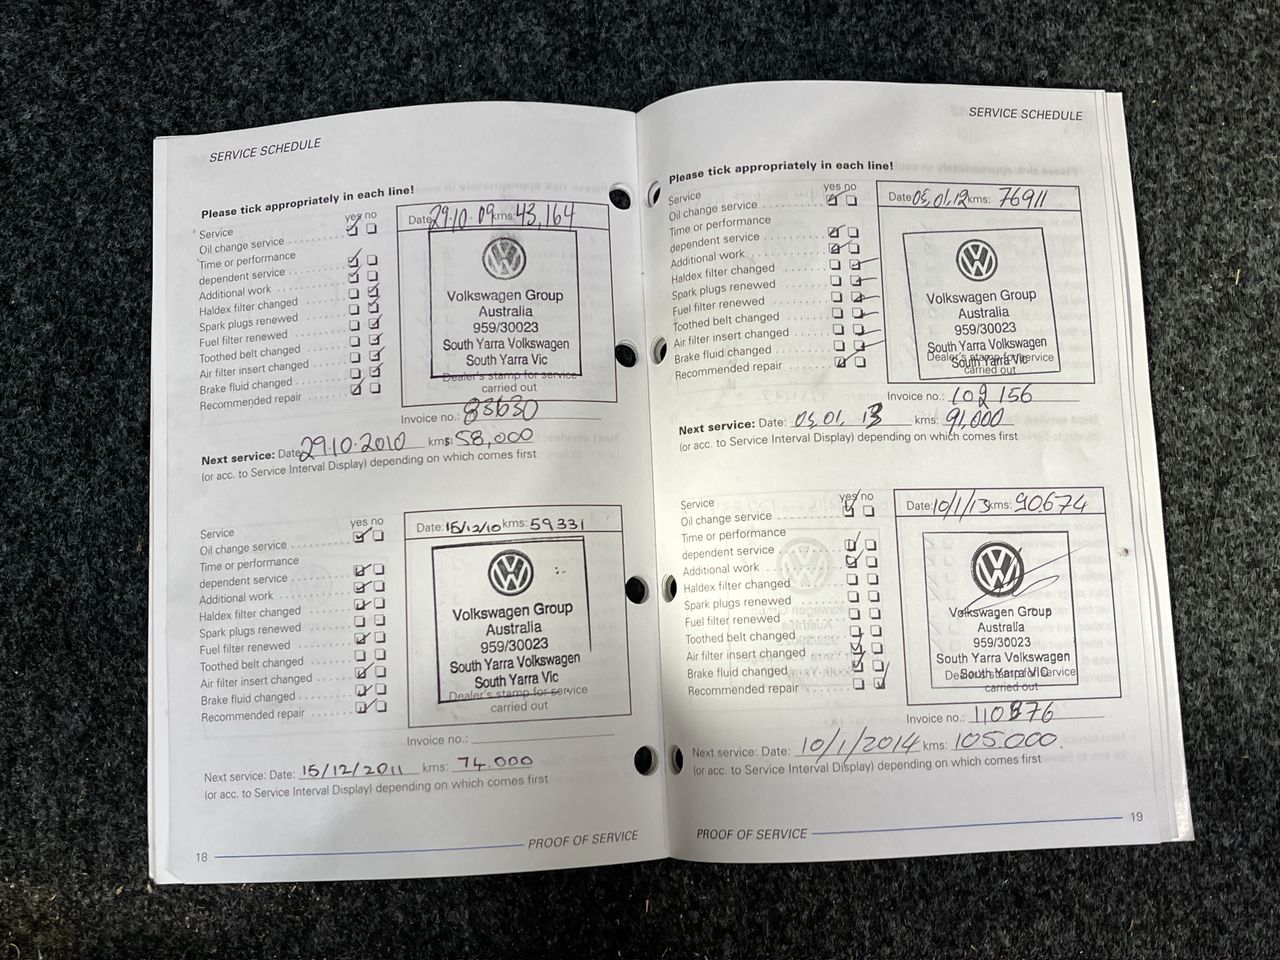 SERVICE SCHEDULE
Please tick appropriately in each line!
yes no
Service
Oil change service
Time or performance
dependent service
Additional work
Haldex filter changed
Spark plugs renewed
Fuel filter renewed
Toothed belt changed
Air filter insert changed
Brake fluid changed
Recommended repair
Date: 29.10.09 kms: 43,164
Volkswagen Group
Australia
959/30023
South Yarra Volkswagen
South Yarra Vic
Dealer's stamp for service
carried out
Invoice no.: 83630
Next service: Date: 29.10.2010 kms: 58,000
(or acc. to Service Interval Display) depending on which comes first
yes no
Service
Oil change service
Time or performance
dependent service
Additional work
Haldex filter changed
Spark plugs renewed
Fuel filter renewed
Toothed belt changed
Air filter insert changed
Brake fluid changed
Recommended repair
Date: 15/12/10 kms: 59331
Volkswagen Group
Australia
959/30023
South Yarra Volkswagen
South Yarra Vic
Dealer's stamp for service
carried out
Invoice no.:
Next service: Date: 15/12/2011 kms: 74.000
(or acc. to Service Interval Display) depending on which comes first
18 PROOF OF SERVICE
SERVICE SCHEDULE
Please tick appropriately in each line!
yes no
Service
Oil change service
Time or performance
dependent service
Additional work
Haldex filter changed
Spark plugs renewed
Fuel filter renewed
Toothed belt changed
Air filter insert changed
Brake fluid changed
Recommended repair
Date: 05,01,12 kms: 76911
Volkswagen Group
Australia
959/30023
South Yarra Volkswagen
South Yarra Vic
Dealer's stamp for service
carried out
Invoice no.: 102156
Next service: Date: 05,01,13 kms: 91,000
(or acc. to Service Interval Display) depending on which comes first
yes no
Service
Oil change service
Time or performance
dependent service
Additional work
Haldex filter changed
Spark plugs renewed
Fuel filter renewed
Toothed belt changed
Air filter insert changed
Brake fluid changed
Recommended repair
Date: 10/1/13 kms: 90.674
Volkswagen Group
Australia
959/30023
South Yarra Volkswagen
South Yarra VIC
Dealer's stamp for service
carried out
Invoice no.: 110876
Next service: Date: 10/1/2014 kms: 105.000.
(or acc. to Service Interval Display) depending on which comes first
PROOF OF SERVICE 19